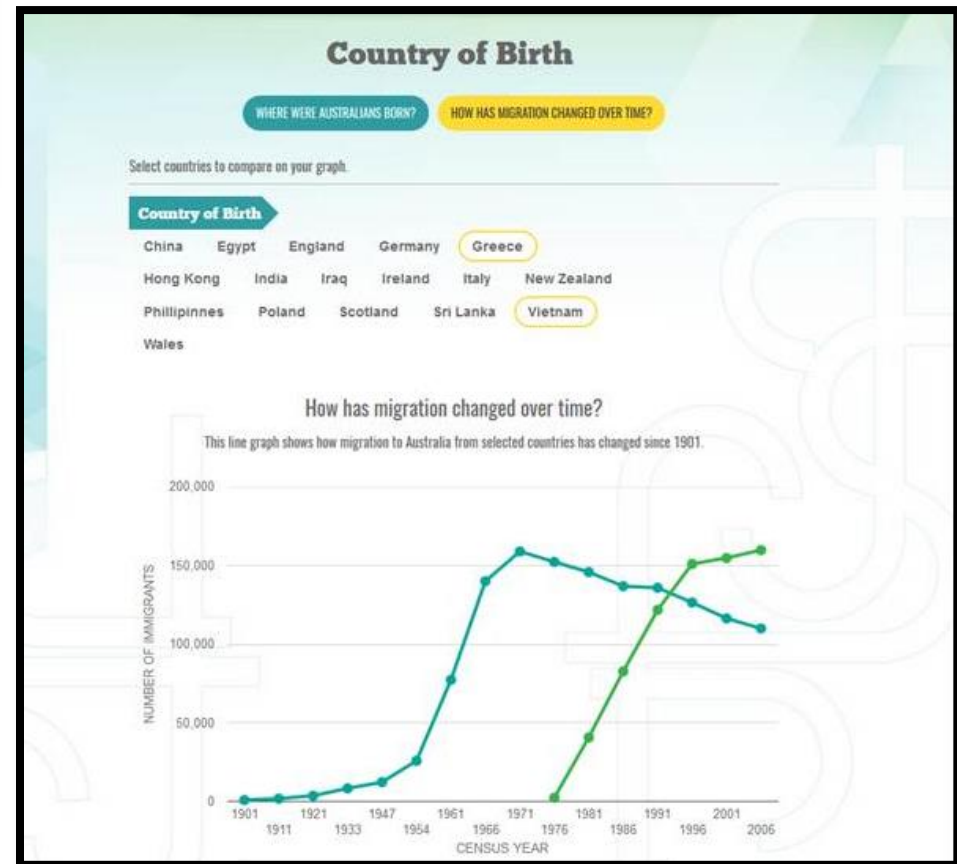 Country of Birth
WHERE WERE AUSTRALIANS BORN? HOW HAS MIGRATION CHANGED OVER TIME?
Select countries to compare on your graph.
Country of Birth
China Egypt England Germany Greece
Hong Kong India Iraq Ireland Italy New Zealand
Phillipinnes Poland Scotland Sri Lanka Vietnam
Wales
How has migration changed over time?
This line graph shows how migration to Australia from selected countries has changed since 1901.
200,000
150,000
100,000
50,000
0
NUMBER OF IMMIGRANTS
1901 1921 1947 1961 1971 1981 1991 2001
1911 1933 1954 1966 1976 1986 1996 2006
CENSUS YEAR